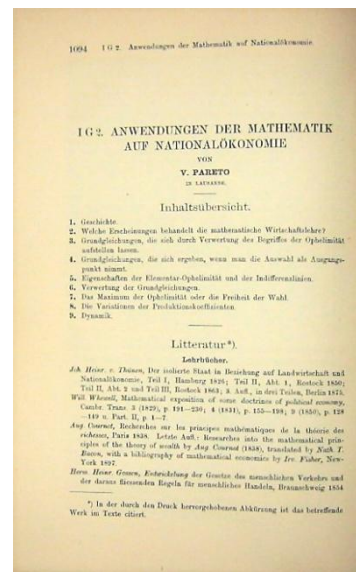 1094 I G 2. Anwendungen der Mathematik auf Nationalökonomie.
I G 2. ANWENDUNGEN DER MATHEMATIK
AUF NATIONALÖKONOMIE
VON
V. PARETO
IN LAUSANNE.
Inhaltsübersicht.
1. Geschichte.
2. Welche Erscheinungen behandelt die mathematische Wirtschaftslehre?
3. Grundgleichungen, die sich durch Verwertung des Begriffes der Ophelimität
aufstellen lassen.
4. Grundgleichungen, die sich ergeben, wenn man die Auswahl als Ausgangs-
punkt nimmt.
5. Eigenschaften der Elementar-Ophelimität und der Indifferenzlinien.
6. Verwertung der Grundgleichungen.
7. Das Maximum der Ophelimität oder die Freiheit der Wahl.
8. Die Variationen der Produktionskoeffizienten.
9. Dynamik.
Litteratur*).
Lehrbücher.
Joh. Heinr. v. Thünen, Der isolierte Staat in Beziehung auf Landwirtschaft und
Nationalökonomie, Teil I, Hamburg 1826; Teil II, Abt. 1, Rostock 1850;
Teil II, Abt. 2 und Teil III, Rostock 1863; 3. Aufl., in drei Teilen, Berlin 1875.
Will. Whewell, Mathematical exposition of some doctrines of political economy,
Cambr. Trans. 3 (1829), p. 191—230; 4 (1831), p. 155—198; 9 (1850), p. 128
—149 u. Part. II, p. 1—7.
Aug. Cournot, Recherches sur les principes mathématiques de la théorie des
richesses, Paris 1838. Letzte Aufl.: Researches into the mathematical prin-
ciples of the theory of wealth by Aug. Cournot (1838), translated by Nath. T.
Bacon, with a bibliography of mathematical economics by Irv. Fisher, New-
York 1897.
Herm. Heinr. Gossen, Entwickelung der Gesetze des menschlichen Verkehrs und
der daraus fliessenden Regeln für menschliches Handeln, Braunschweig 1854
*) In der durch den Druck hervorgehobenen Abkürzung ist das betreffende
Werk im Texte citiert.